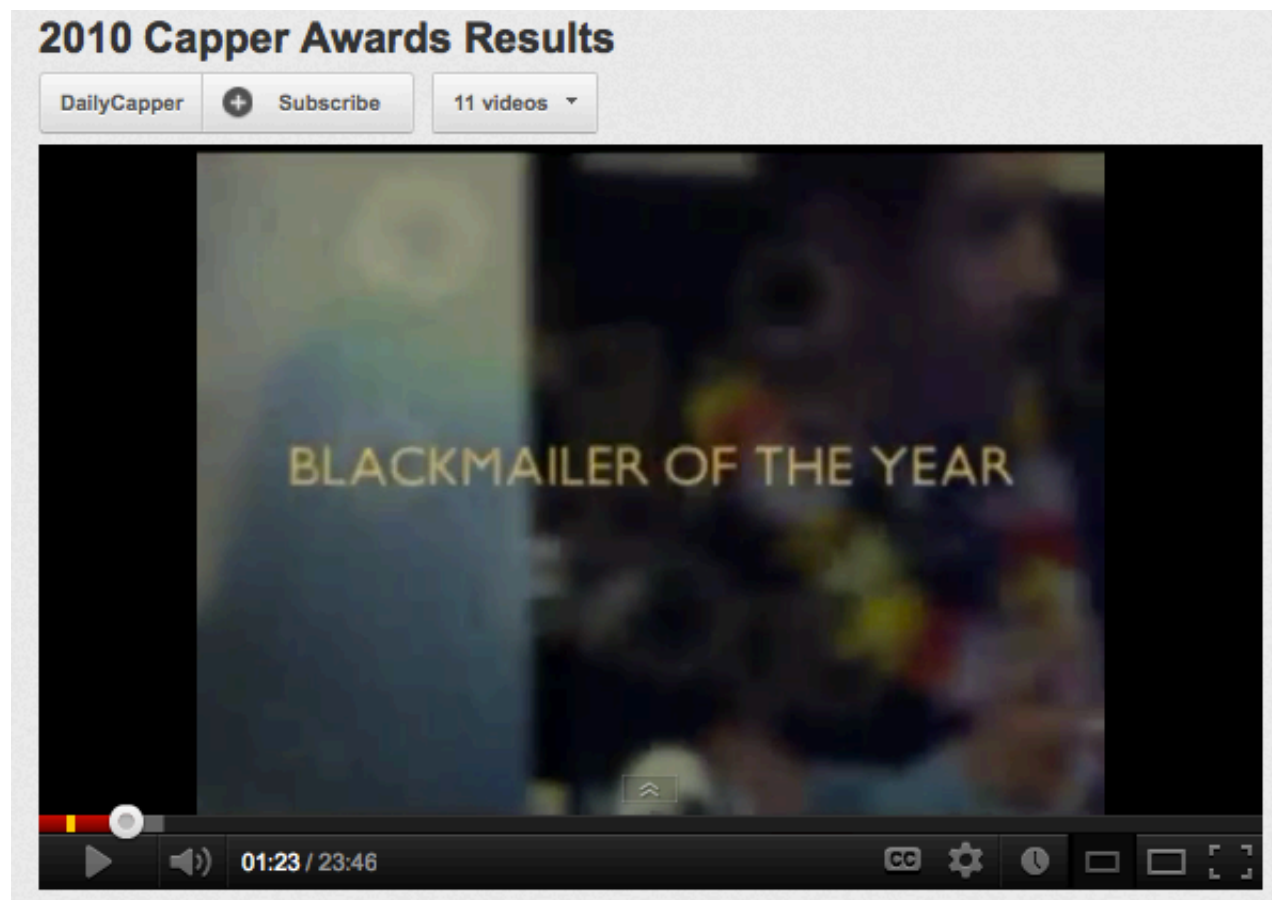 2010 Capper Awards Results
DailyCapper Subscribe 11 videos
BLACKMAILER OF THE YEAR
01:23 / 23:46 CC